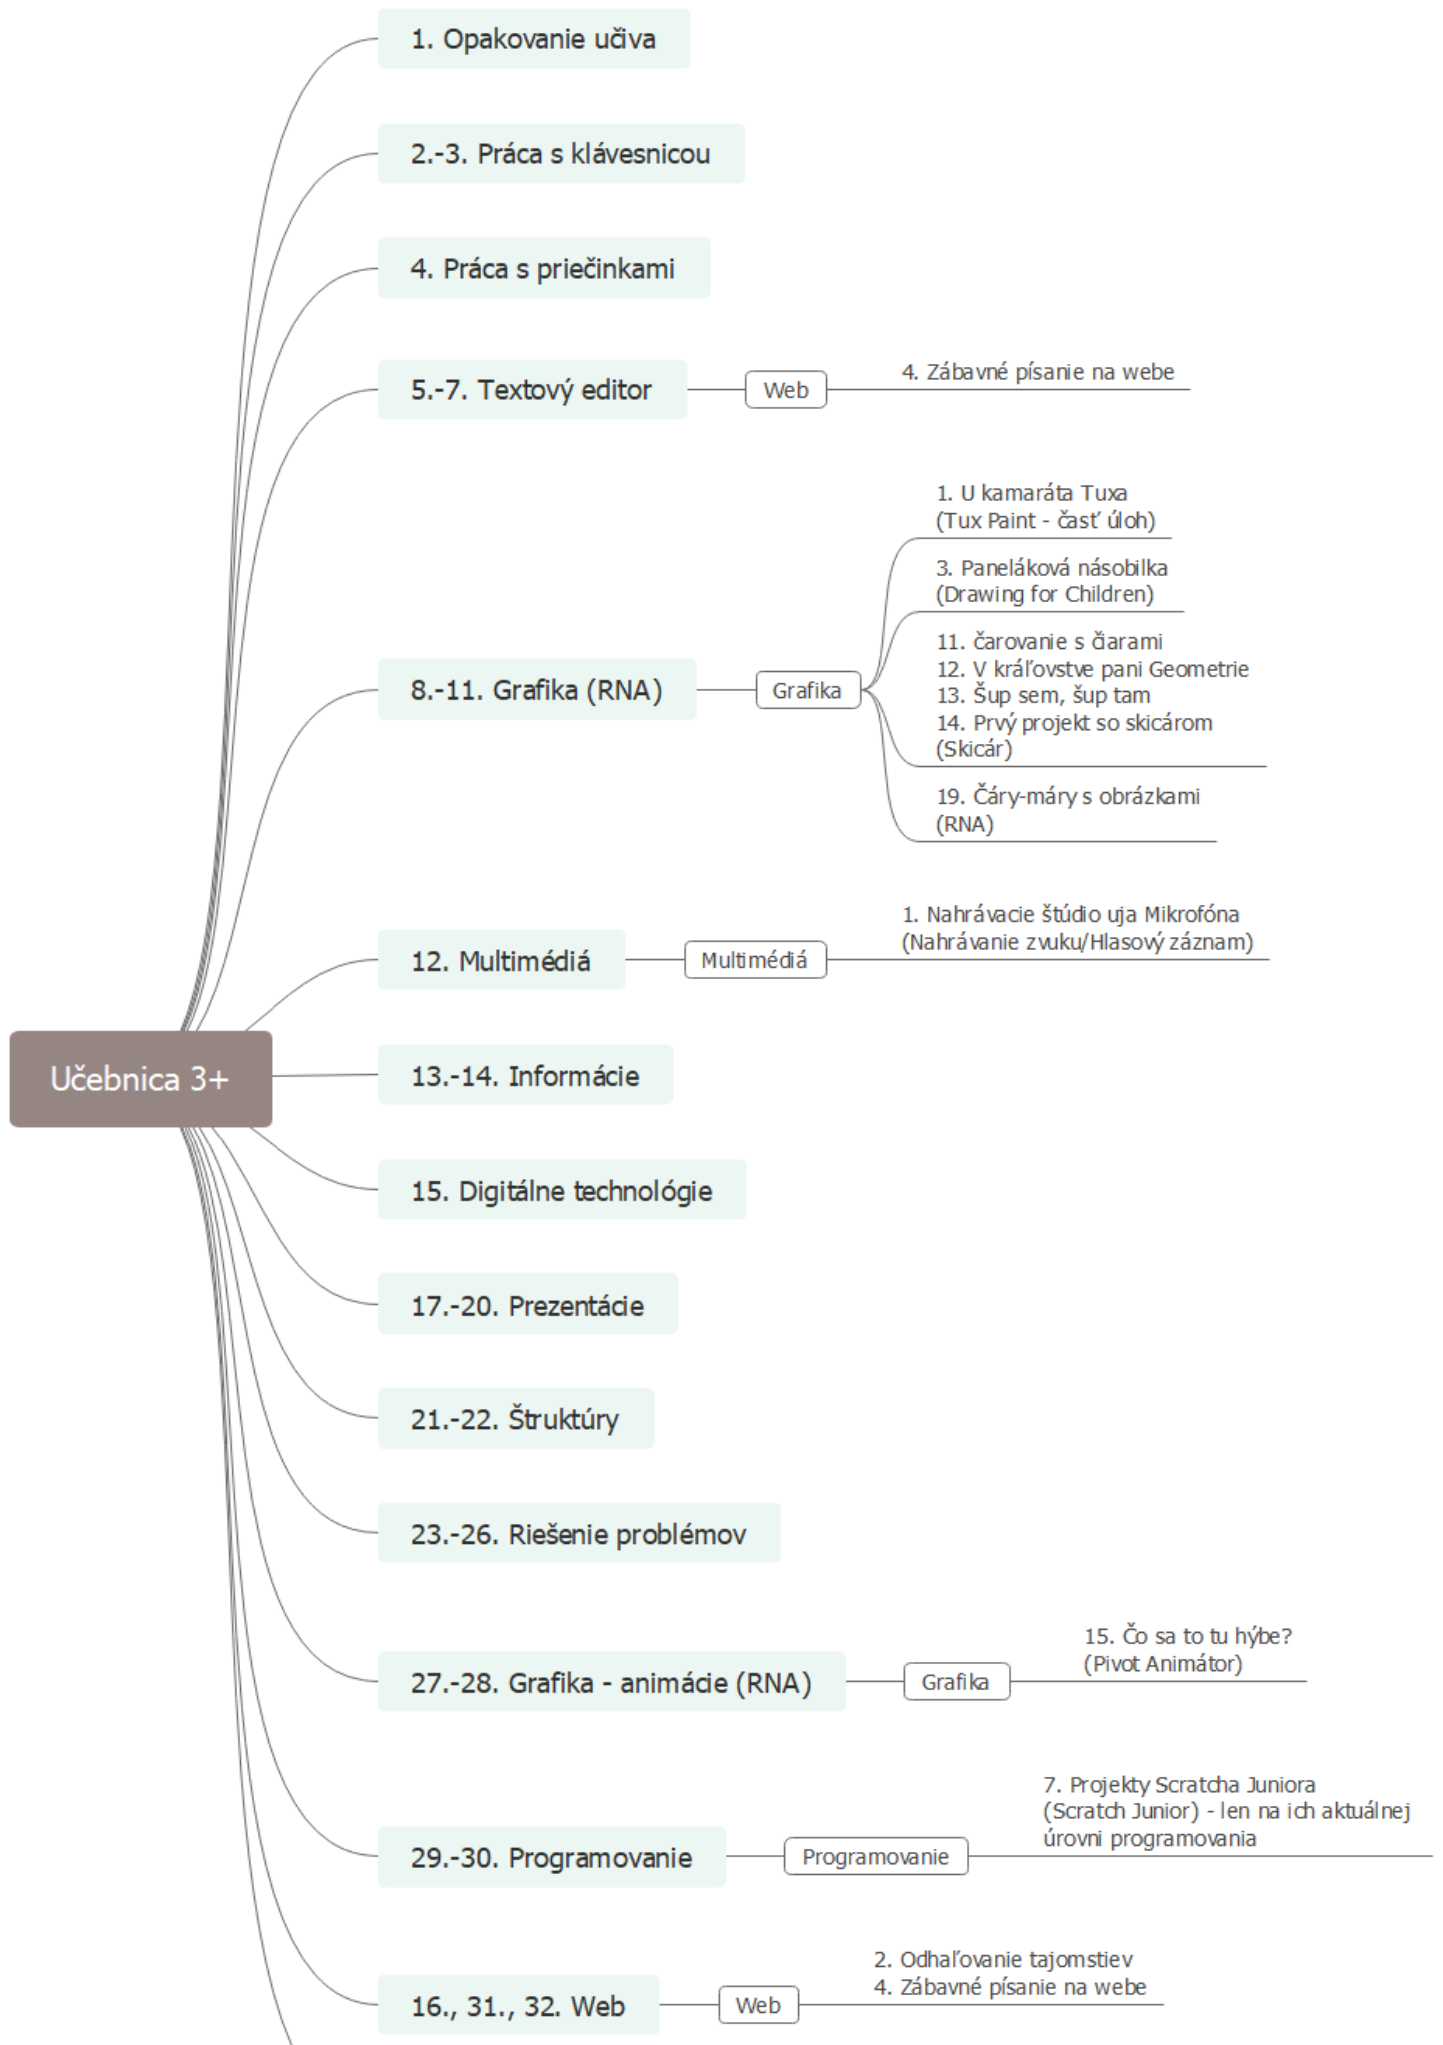 1. Opakovanie učiva
2.-3. Práca s klávesnicou
4. Práca s priečinkami
5.-7. Textový editor
Web
4. Zábavné písanie na webe
8.-11. Grafika (RNA)
Grafika
1. U kamaráta Tuxa
(Tux Paint - časť úloh)
3. Paneláková násobilka
(Drawing for Children)
11. čarovanie s čiarami
12. V kráľovstve pani Geometrie
13. Šup sem, šup tam
14. Prvý projekt so skicárom
(Skicár)
19. Čáry-máry s obrázkami
(RNA)
12. Multimédiá
Multimédiá
1. Nahrávacie štúdio uja Mikrofóna
(Nahrávanie zvuku/Hlasový záznam)
Učebnica 3+
13.-14. Informácie
15. Digitálne technológie
17.-20. Prezentácie
21.-22. Štruktúry
23.-26. Riešenie problémov
27.-28. Grafika - animácie (RNA)
Grafika
15. Čo sa to tu hýbe?
(Pivot Animátor)
29.-30. Programovanie
Programovanie
7. Projekty Scratcha Juniora
(Scratch Junior) - len na ich aktuálnej
úrovni programovania
16., 31., 32. Web
Web
2. Odhaľovanie tajomstiev
4. Zábavné písanie na webe